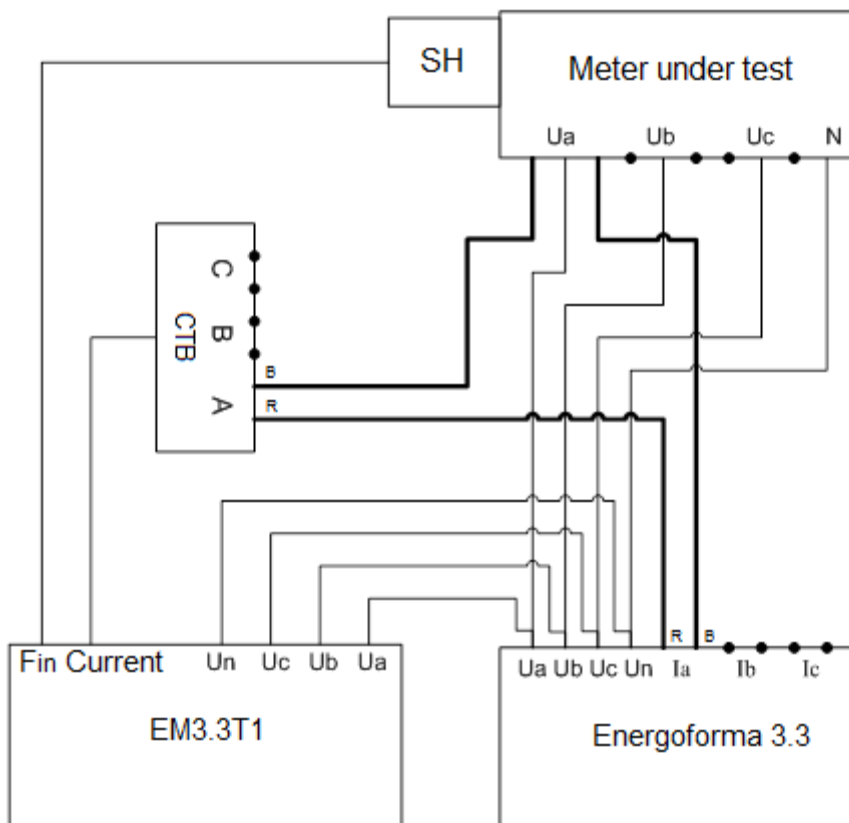 SH
Meter under test
Ua Ub Uc N
C
B
A
CTB
B
R
R B
Fin Current Un Uc Ub Ua
EM3.3T1
Ua Ub Uc Un Ia Ib Ic
Energoforma 3.3